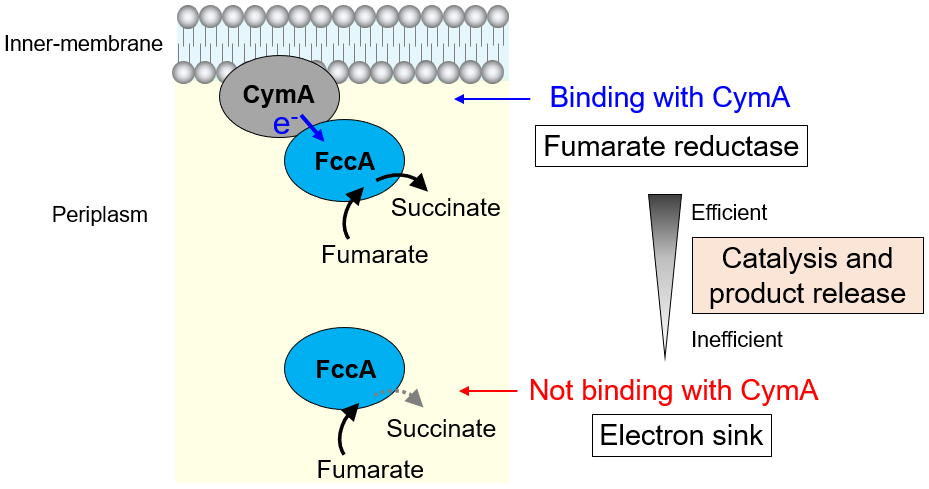 Inner-membrane
CymA
e-
Binding with CymA
FccA
Fumarate reductase
Periplasm
Succinate
Efficient
Fumarate
Catalysis and
product release
Inefficient
FccA
Not binding with CymA
Succinate
Electron sink
Fumarate